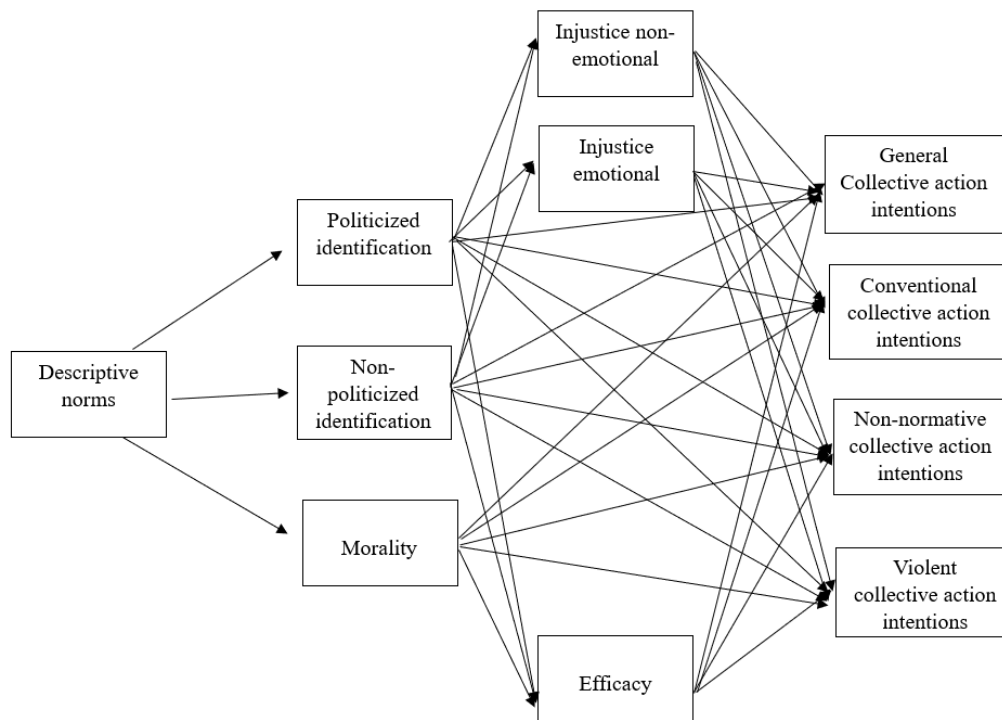 Injustice non-
emotional
Injustice
emotional
General
Collective action
intentions
Politicized
identification
Conventional
collective action
intentions
Descriptive
norms
Non-
politicized
identification
Non-normative
collective action
intentions
Morality
Violent
collective action
intentions
Efficacy